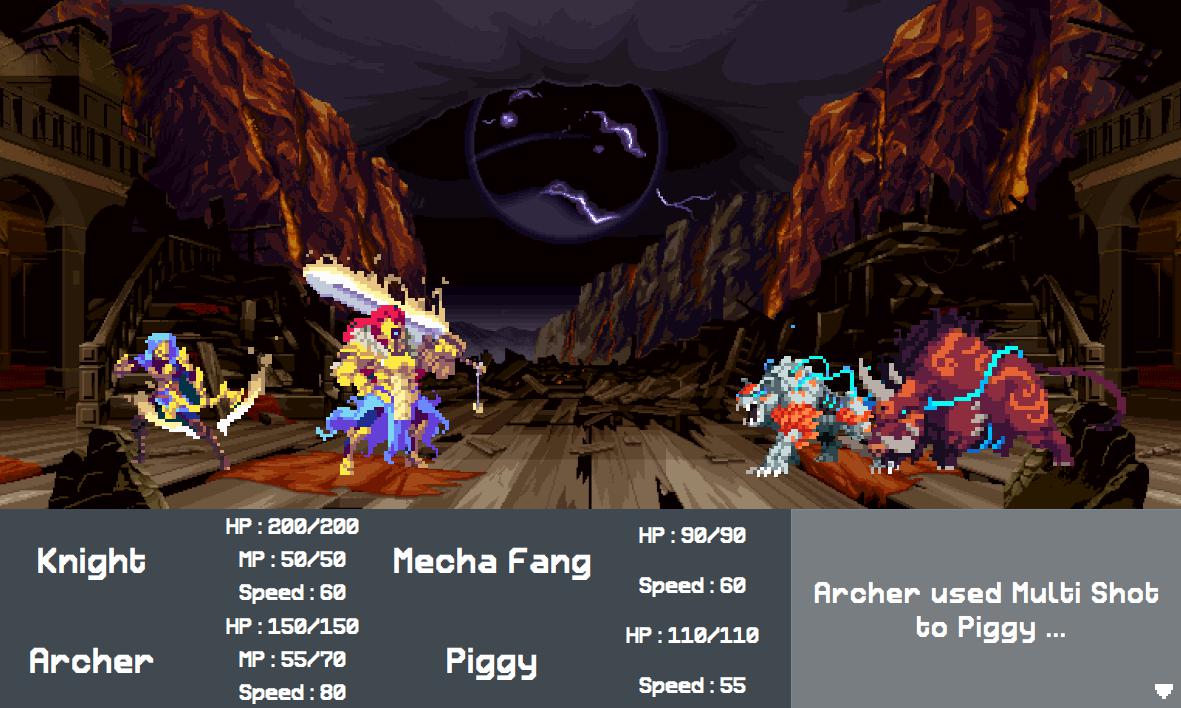 Knight
HP : 200/200
MP : 50/50
Speed : 60
Archer
HP : 150/150
MP : 55/70
Speed : 80
Mecha Fang
HP : 90/90
Speed : 60
Piggy
HP : 110/110
Speed : 55
Archer used Multi Shot
to Piggy ...